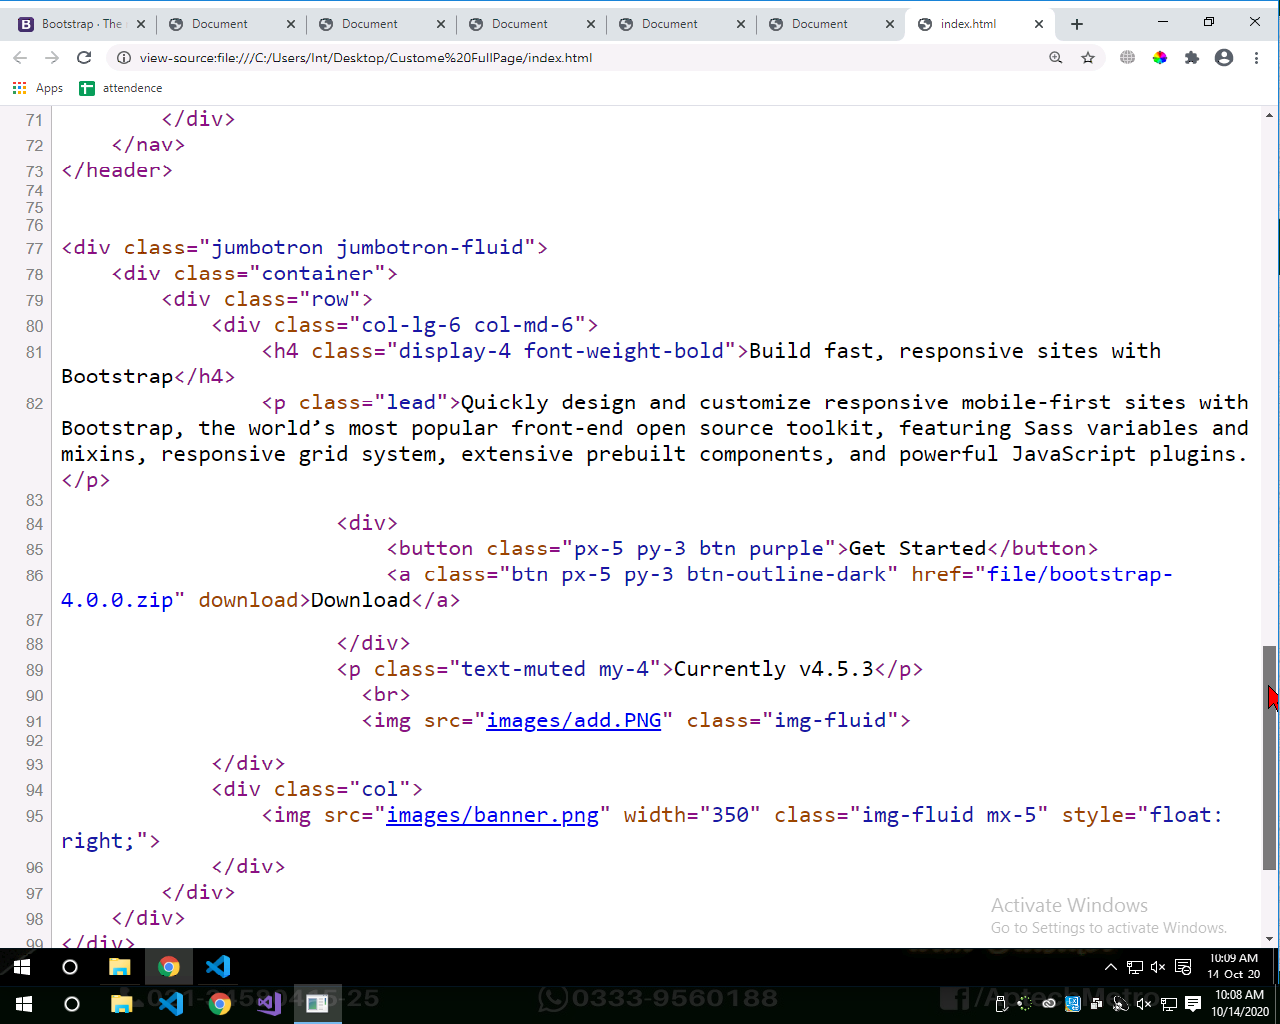 Bootstrap · The
Document
Document
Document
Document
Document
index.html
view-source:file:///C:/Users/Int/Desktop/Custome%20FullPage/index.html
Apps
attendence
71 </div>
72 </nav>
73 </header>
74
75
76
77 <div class="jumbotron jumbotron-fluid">
78 <div class="container">
79 <div class="row">
80 <div class="col-lg-6 col-md-6">
81 <h4 class="display-4 font-weight-bold">Build fast, responsive sites with
Bootstrap</h4>
82 <p class="lead">Quickly design and customize responsive mobile-first sites with
Bootstrap, the world’s most popular front-end open source toolkit, featuring Sass variables and
mixins, responsive grid system, extensive prebuilt components, and powerful JavaScript plugins.
</p>
83
84 <div>
85 <button class="px-5 py-3 btn purple">Get Started</button>
86 <a class="btn px-5 py-3 btn-outline-dark" href="file/bootstrap-
4.0.0.zip" download>Download</a>
87
88 </div>
89 <p class="text-muted my-4">Currently v4.5.3</p>
90 <br>
91 <img src="images/add.PNG" class="img-fluid">
92
93 </div>
94 <div class="col">
95 <img src="images/banner.png" width="350" class="img-fluid mx-5" style="float:
right;">
96 </div>
97 </div>
98 </div>
99 </div>
Activate Windows
Go to Settings to activate Windows.
10:09 AM
14 Oct 20
0333-9560188
10:08 AM
10/14/2020